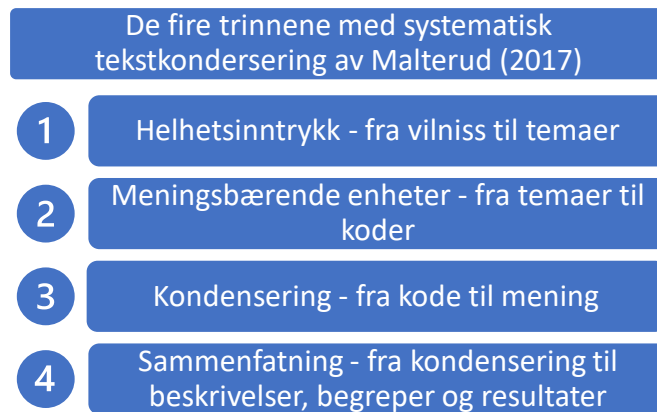 De fire trinnene med systematisk
tekstkondersering av Malterud (2017)
1
Helhetsinntrykk - fra vilniss til temaer
2
Meningsbærende enheter - fra temaer til
koder
3
Kondensering - fra kode til mening
4
Sammenfatning - fra kondensering til
beskrivelser, begreper og resultater